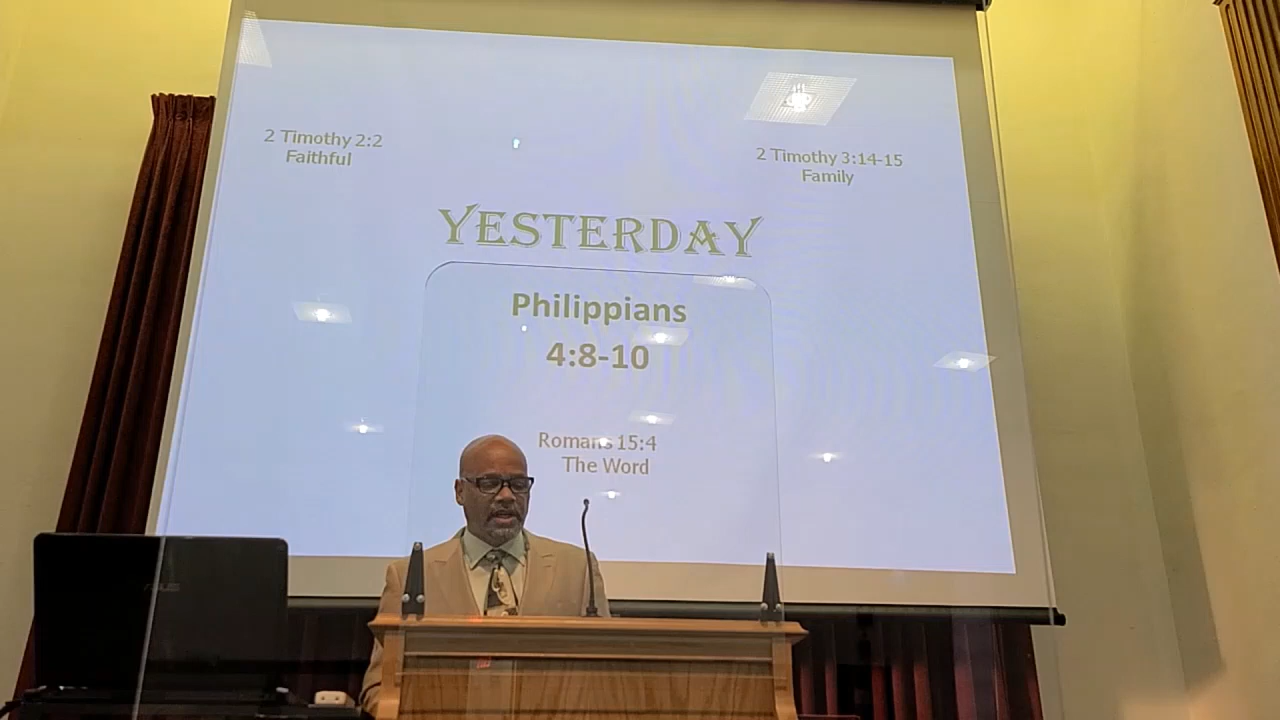 2 Timothy 2:2
Faithful
2 Timothy 3:14-15
Family
YESTERDAY
Philippians
4:8-10
Romans 15:4
The Word
ASUS